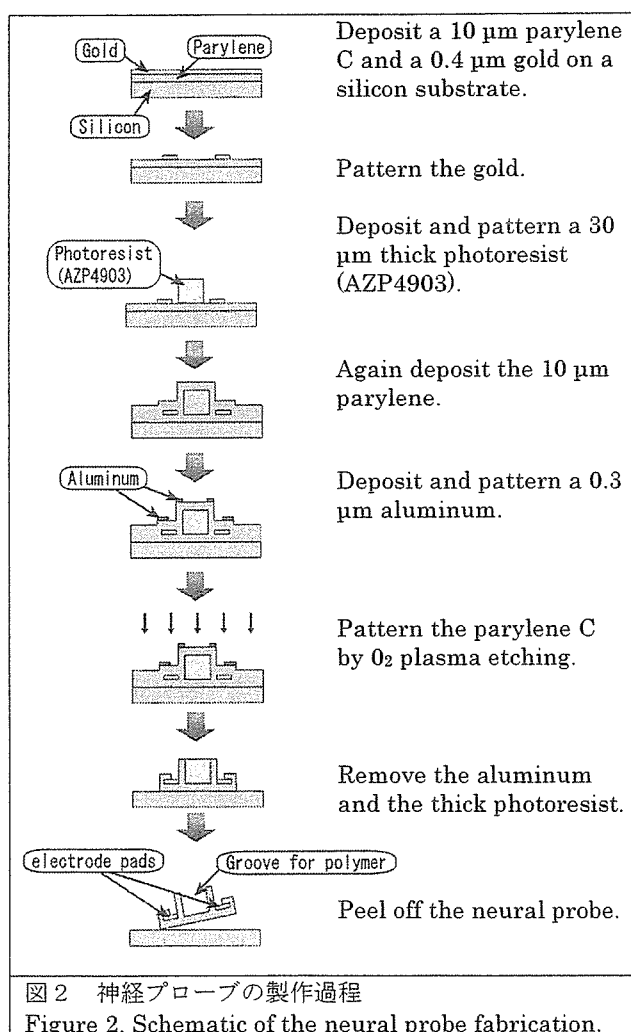 Gold
Parylene
Silicon
Deposit a 10 µm parylene
C and a 0.4 µm gold on a
silicon substrate.
Pattern the gold.
Photoresist
(AZP4903)
Deposit and pattern a 30
µm thick photoresist
(AZP4903).
Again deposit the 10 µm
parylene.
Aluminum
Deposit and pattern a 0.3
µm aluminum.
Pattern the parylene C
by 0₂ plasma etching.
Remove the aluminum
and the thick photoresist.
electrode pads
Groove for polymer
Peel off the neural probe.
図２　神経プローブの製作過程
Figure 2. Schematic of the neural probe fabrication.